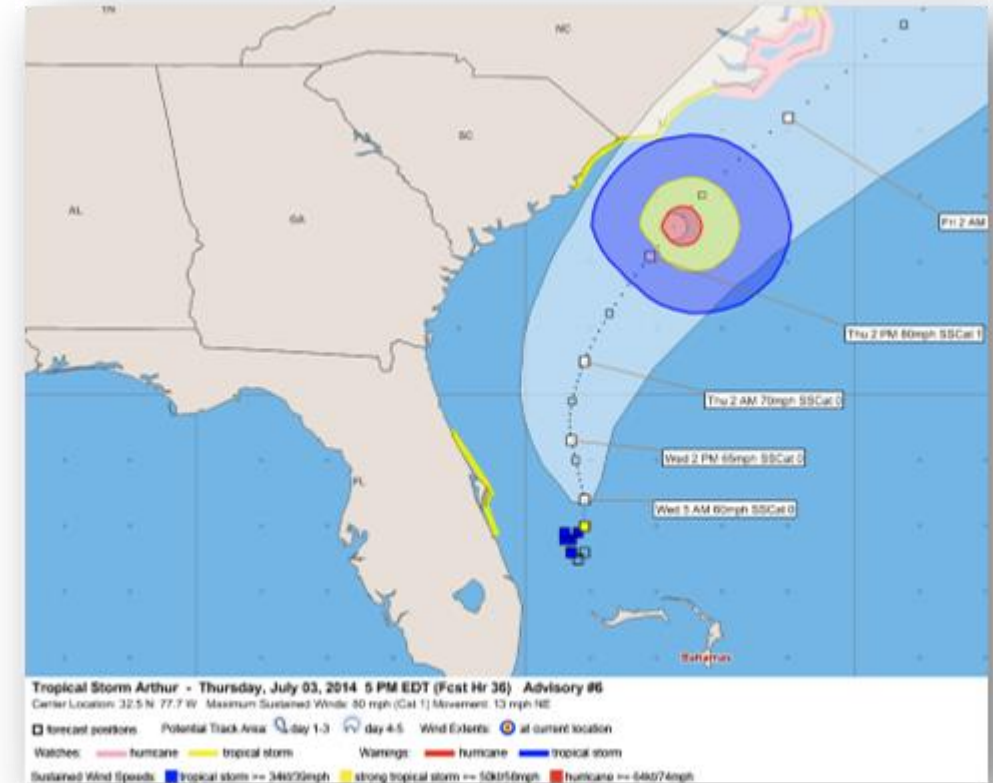 TN
NC
SC
AL
GA
Fri 2 AM
Thu 2 PM 80mph SSCat 1
Thu 2 AM 70mph SSCat 0
Wed 2 PM 65mph SSCat 0
FL
Wed 5 AM 60mph SSCat 0
Bahamas
Tropical Storm Arthur - Thursday, July 03, 2014 5 PM EDT (Fcst Hr 36) Advisory #6
Center Location: 32.5 N 77.7 W Maximum Sustained Winds: 80 mph (Cat 1) Movement: 13 mph NE
forecast positions Potential Track Area: day 1-3 day 4-5 Wind Extents: at current location
Watches: hurricane tropical storm Warnings: hurricane tropical storm
Sustained Wind Speeds: tropical storm >= 34kt/39mph strong tropical storm >= 50kt/58mph hurricane >= 64kt/74mph